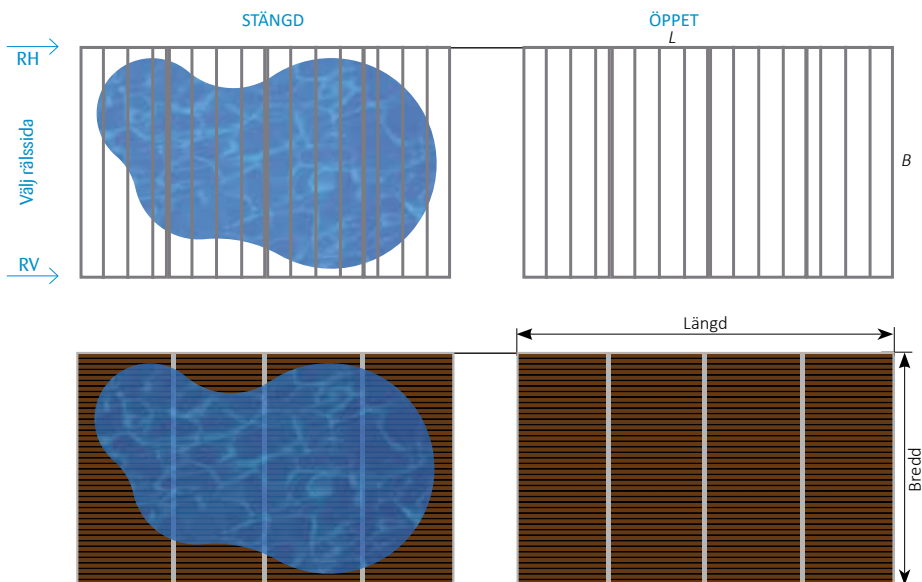 STÄNGD
ÖPPET
L
RH
Välj rälssida
B
RV
Längd
Bredd